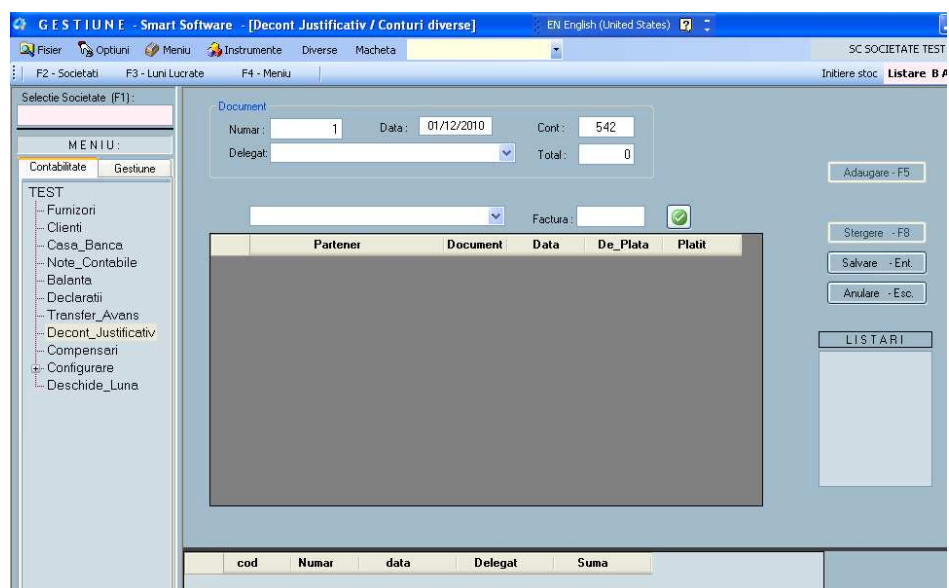 G E S T I U N E - Smart Software - [Decont Justificativ / Conturi diverse] EN English (United States)
Fisier Optiuni Meniu Instrumente Diverse Macheta SC SOCIETATE TEST
F2 - Societati F3 - Luni Lucrate F4 - Meniu Initiere stoc Listare B A
Selectie Societate (F1) :
Document
Numar : 1 Data : 01/12/2010 Cont : 542
M E N I U :
Delegat: Total : 0
Contabilitate Gestiune
Adaugare - F5
TEST
Furnizori
Clienti
Casa_Banca
Note_Contabile
Balanta
Declaratii
Transfer_Avans
Decont_Justificativ
Compensari
Configurare
Deschide_Luna
Factura :
Stergere - F8
Partener Document Data De_Plata Platit
Salvare - Ent.
Anulare - Esc.
L I S T A R I
cod Numar data Delegat Suma